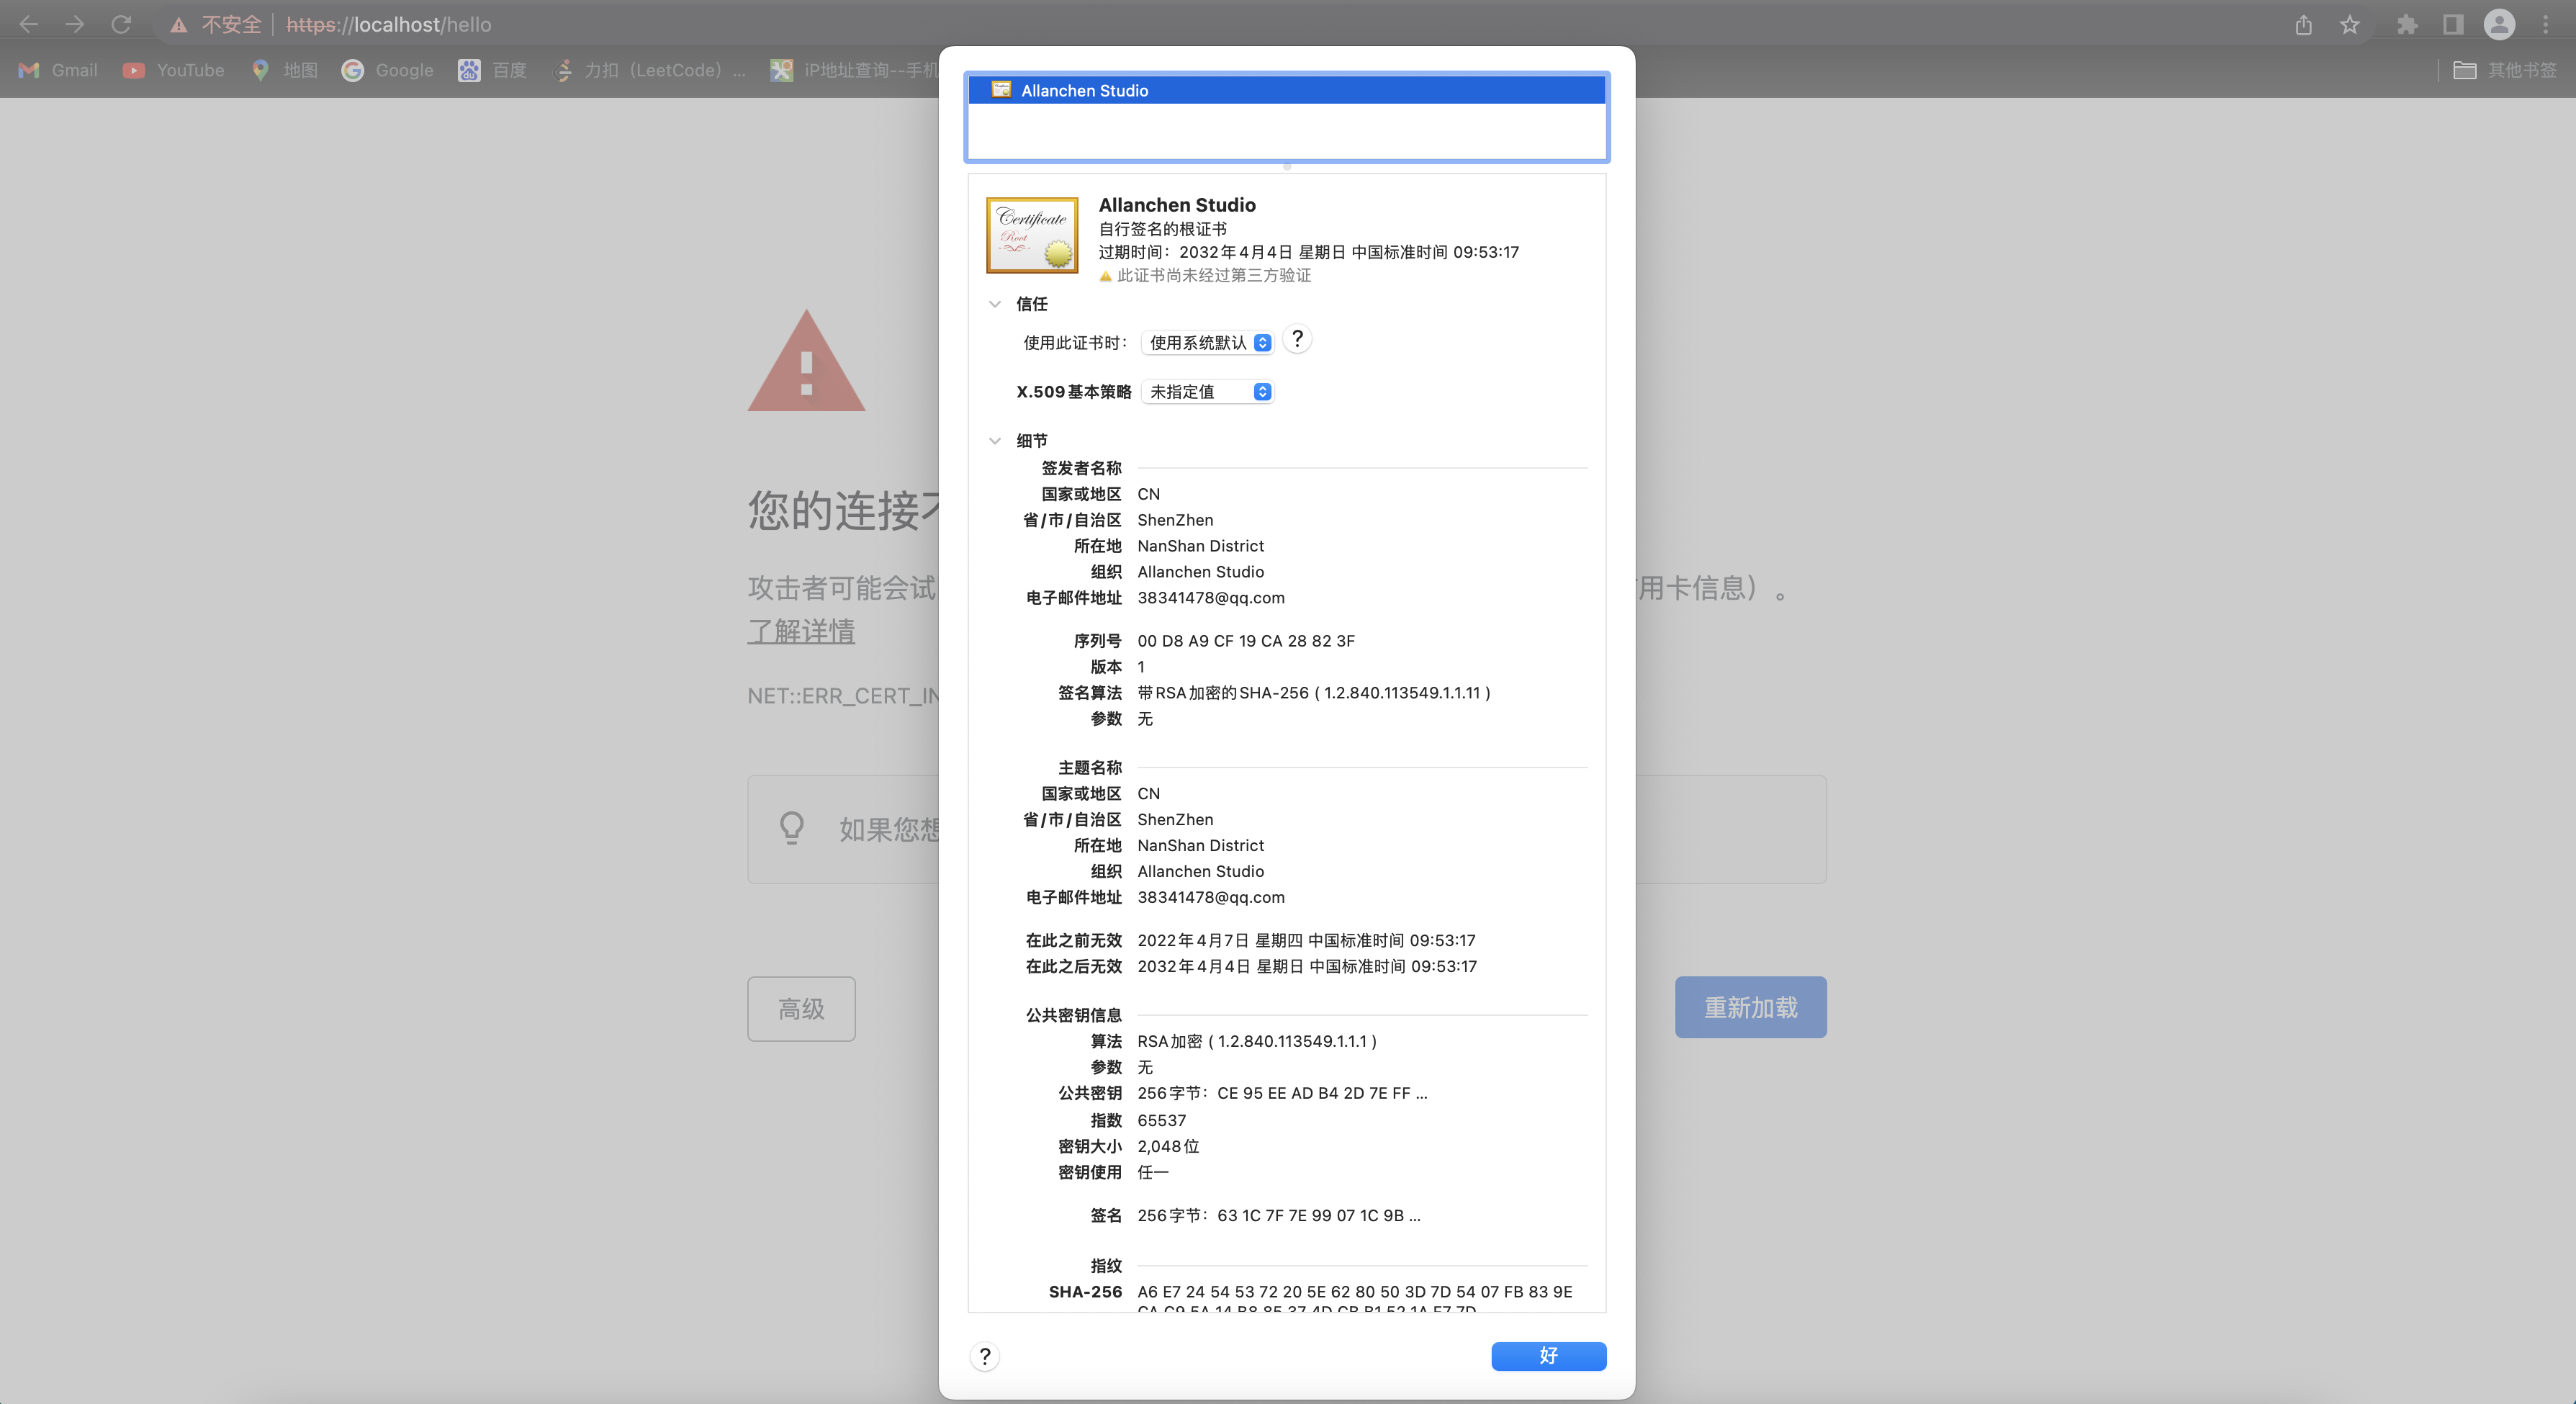 不安全 https://localhost/hello
Gmail YouTube 地图 Google 百度 力扣（LeetCode）... iP地址查询--手机 其他书签
Allanchen Studio
Certificate
Root
Allanchen Studio
自行签名的根证书
过期时间：2032年4月4日 星期日 中国标准时间 09:53:17
此证书尚未经过第三方验证
信任
使用此证书时： 使用系统默认 ?
X.509基本策略 未指定值
细节
签发者名称
国家或地区 CN
省/市/自治区 ShenZhen
所在地 NanShan District
组织 Allanchen Studio
电子邮件地址 38341478@qq.com
序列号 00 D8 A9 CF 19 CA 28 82 3F
版本 1
签名算法 带RSA加密的SHA-256 ( 1.2.840.113549.1.1.11 )
参数 无
主题名称
国家或地区 CN
省/市/自治区 ShenZhen
所在地 NanShan District
组织 Allanchen Studio
电子邮件地址 38341478@qq.com
在此之前无效 2022年4月7日 星期四 中国标准时间 09:53:17
在此之后无效 2032年4月4日 星期日 中国标准时间 09:53:17
公共密钥信息
算法 RSA加密 ( 1.2.840.113549.1.1.1 )
参数 无
公共密钥 256字节：CE 95 EE AD B4 2D 7E FF ...
指数 65537
密钥大小 2,048位
密钥使用 任一
签名 256字节：63 1C 7F 7E 99 07 1C 9B ...
指纹
SHA-256 A6 E7 24 54 53 72 20 5E 62 80 50 3D 7D 54 07 FB 83 9E
? 好
您的连接
攻击者可能会试 用卡信息）。
了解详情
NET::ERR_CERT_IN
如果您想
高级 重新加载